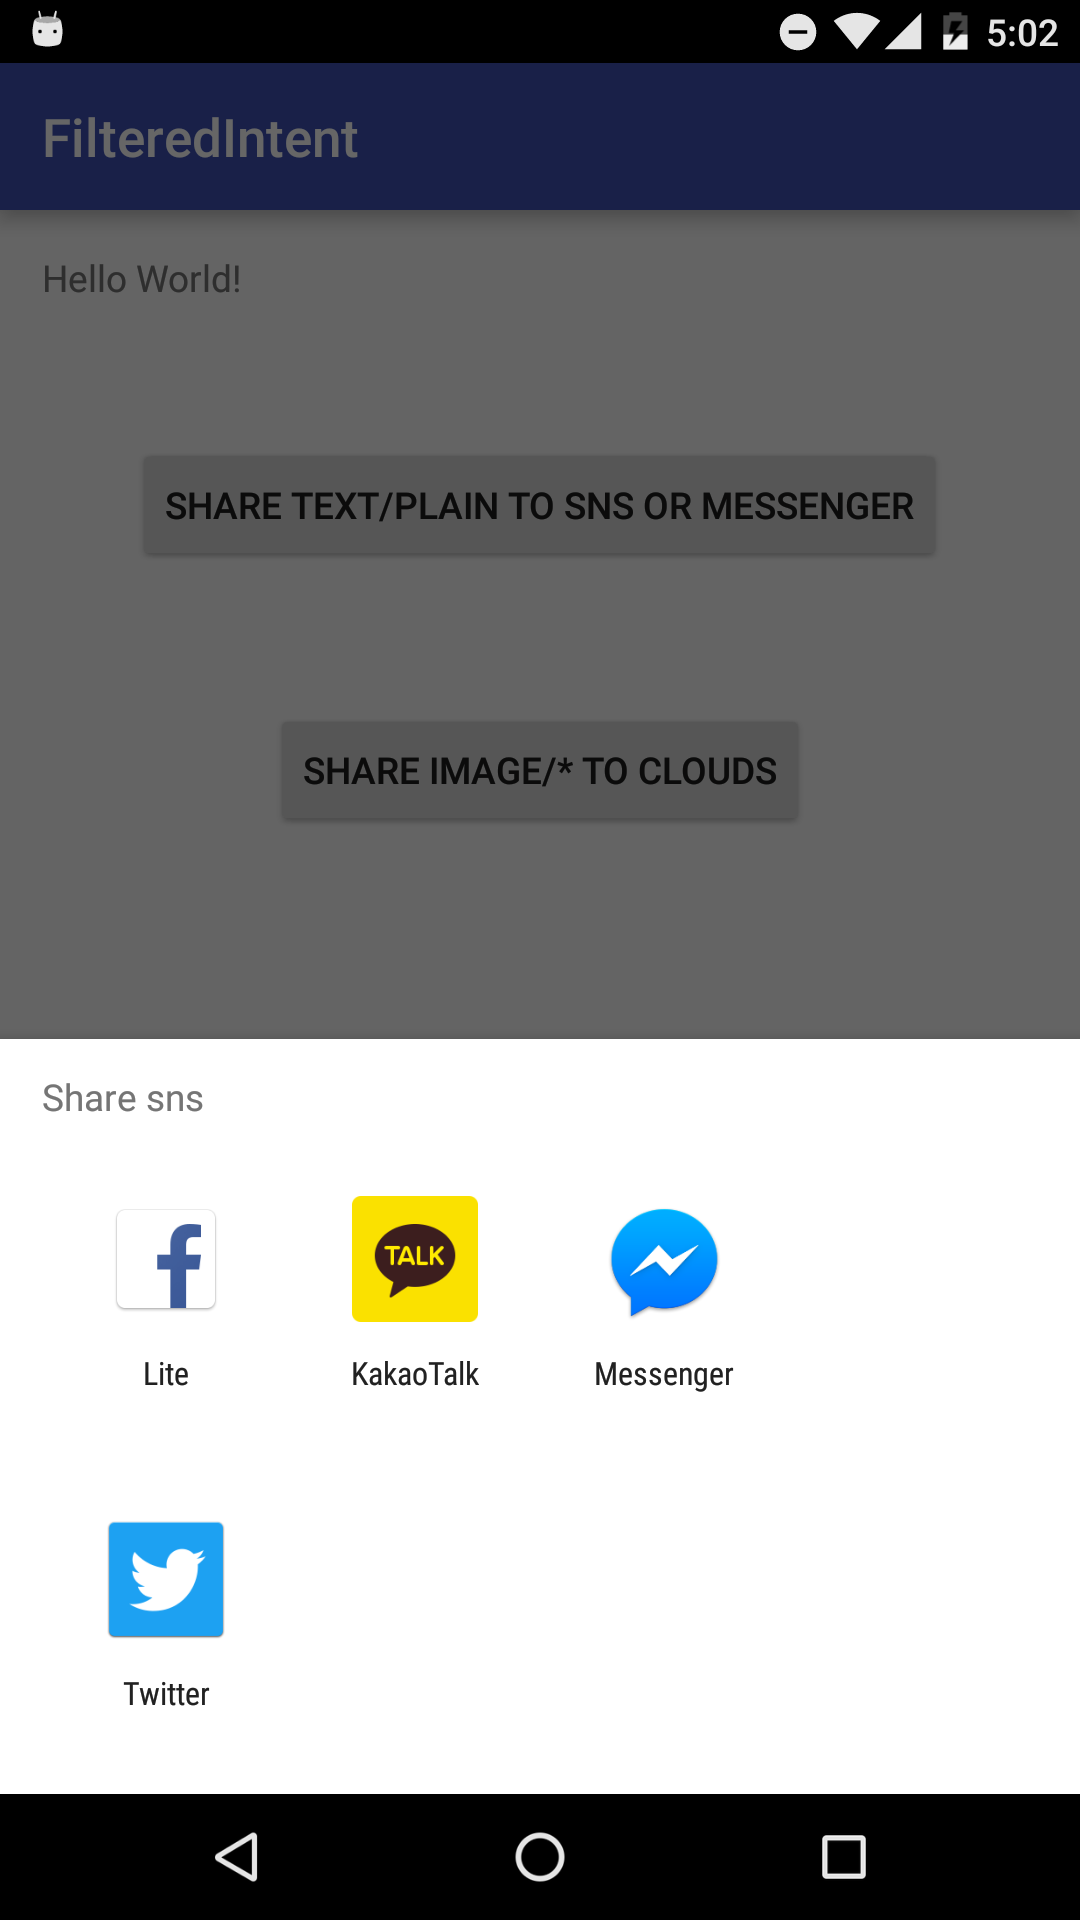 5:02
FilteredIntent
Hello World!
SHARE TEXT/PLAIN TO SNS OR MESSENGER
SHARE IMAGE/* TO CLOUDS
Share sns
TALK
Lite
KakaoTalk
Messenger
Twitter